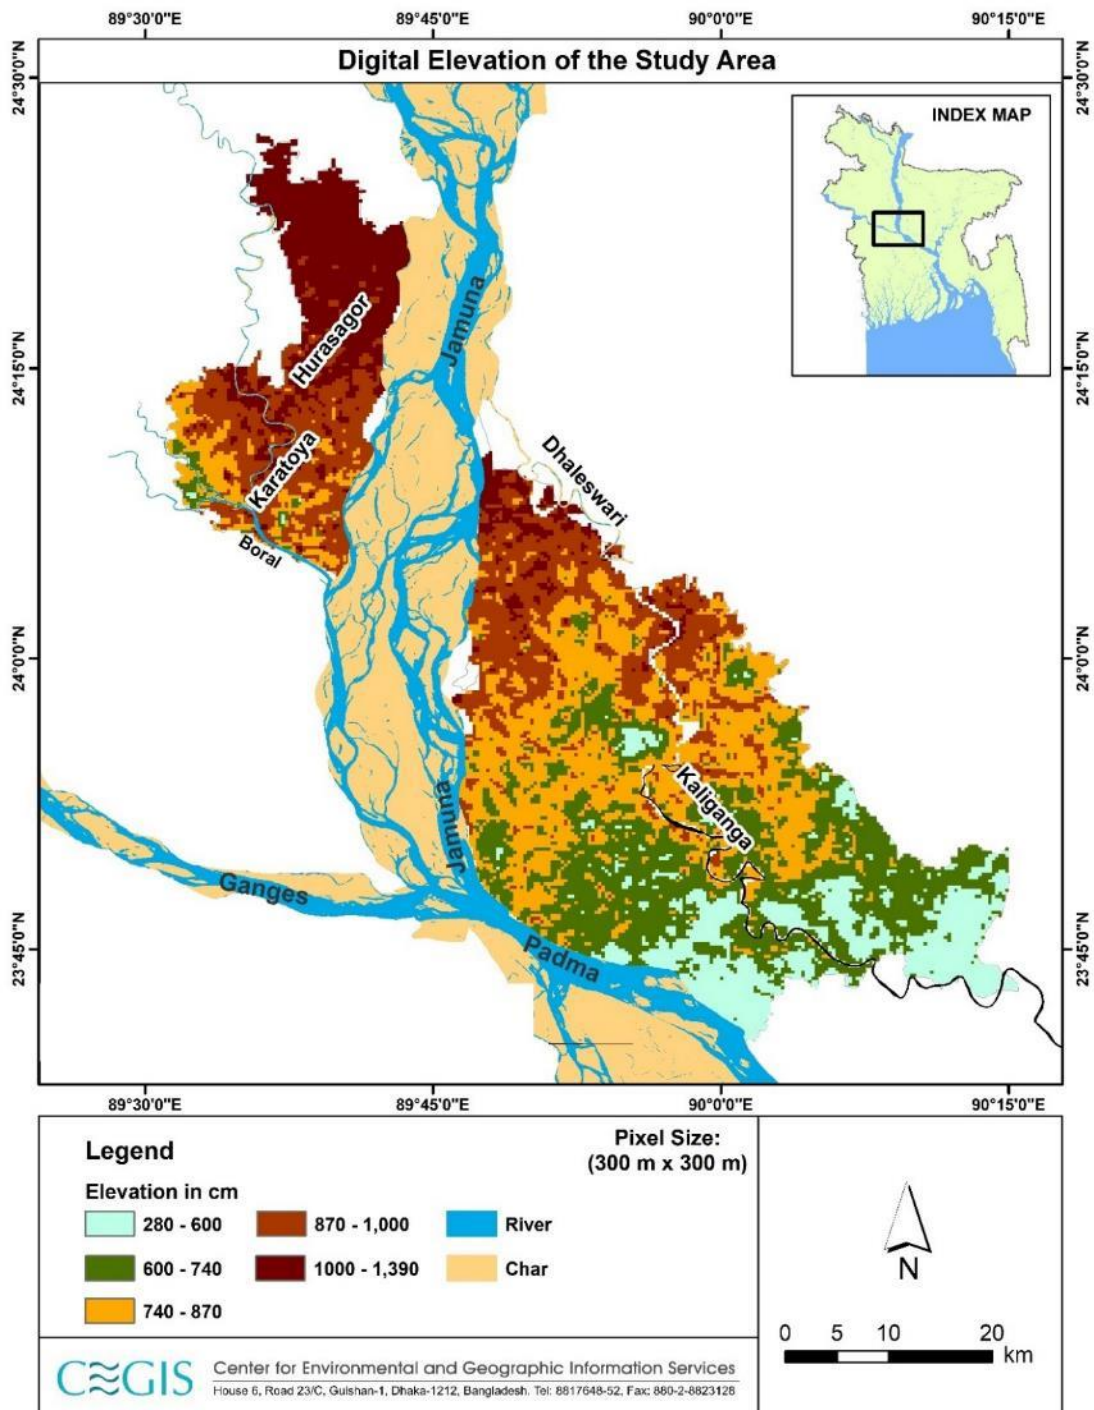 89°30'0"E 89°45'0"E 90°0'0"E 90°15'0"E
Digital Elevation of the Study Area
24°30'0"N 24°30'0"N
INDEX MAP
Jamuna
Hurasagor
24°15'0"N 24°15'0"N
Karatoya
Dhaleswari
Boral
24°0'0"N 24°0'0"N
Kaliganga
Jamuna
Ganges
Padma
23°45'0"N 23°45'0"N
89°30'0"E 89°45'0"E 90°0'0"E 90°15'0"E
Legend
Pixel Size:
(300 m x 300 m)
Elevation in cm
280 - 600 870 - 1,000 River
600 - 740 1000 - 1,390 Char
740 - 870
N
0 5 10 20
km
CEGIS
Center for Environmental and Geographic Information Services
House 6, Road 23/C, Gulshan-1, Dhaka-1212, Bangladesh. Tel: 8817648-52, Fax: 880-2-8823128